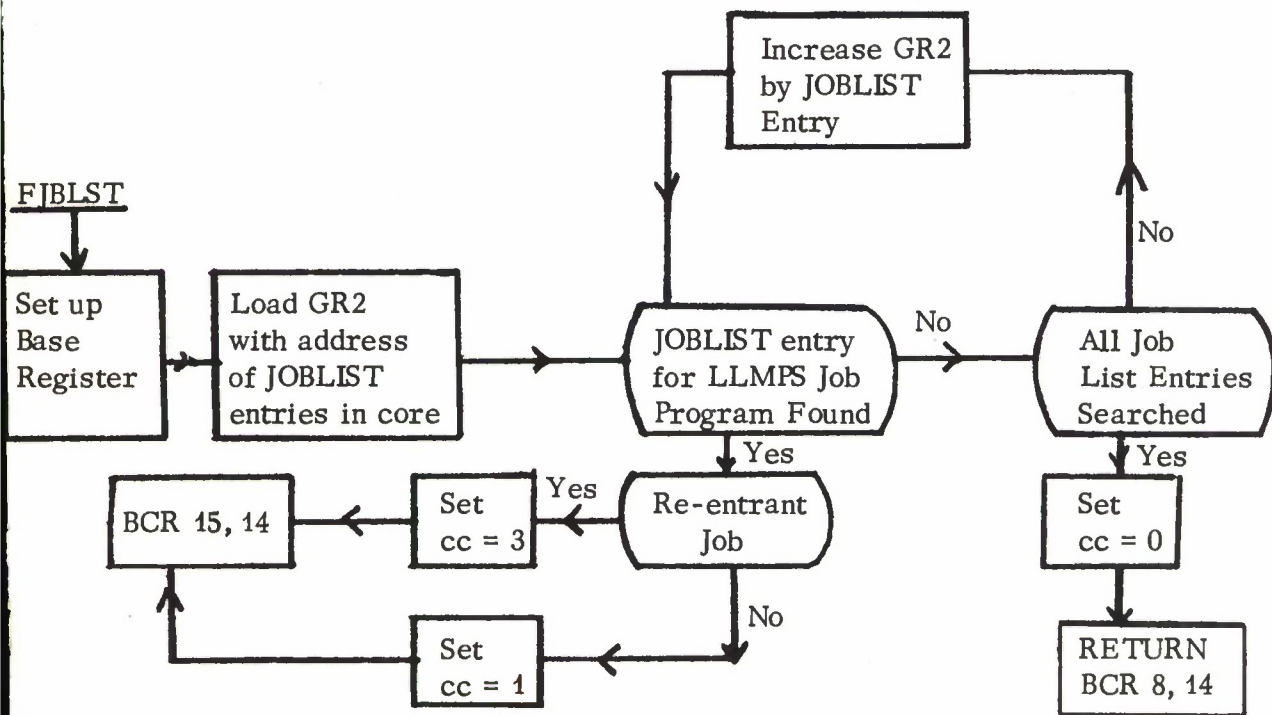 Increase GR2
by JOBLIST
Entry
FJBLST
No
Set up
Base
Register
Load GR2
with address
of JOBLIST
entries in core
JOBLIST entry
for LLMPS Job
Program Found
No
All Job
List Entries
Searched
Yes
Yes
BCR 15, 14
Set
cc = 3
Yes
Re-entrant
Job
Set
cc = 0
No
Set
cc = 1
RETURN
BCR 8, 14